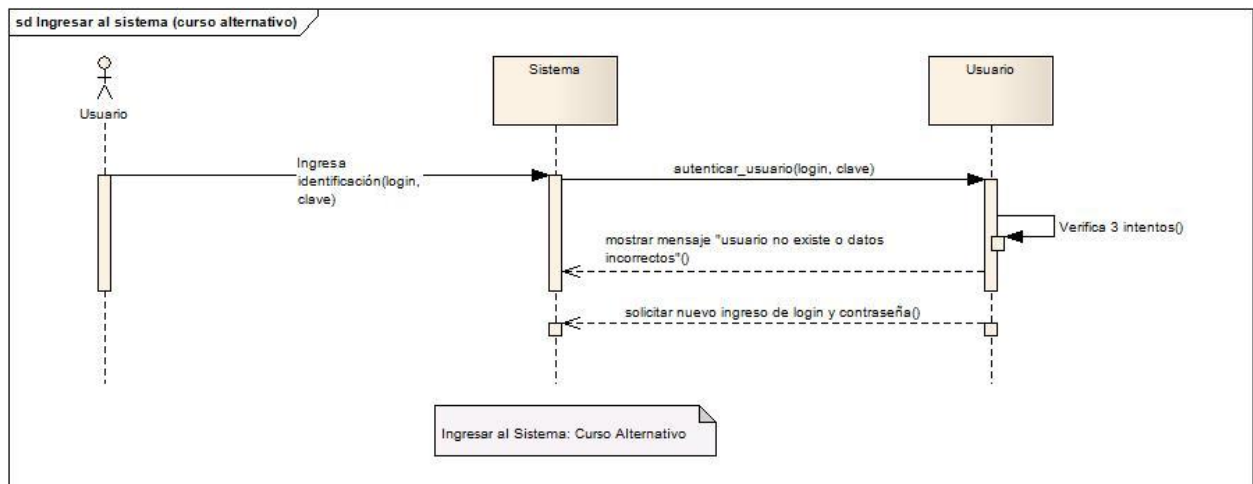 sd Ingresar al sistema (curso alternativo)
Usuario
Sistema
Usuario
Ingresa
identificación(login,
clave)
autenticar_usuario(login, clave)
Verifica 3 intentos()
mostrar mensaje "usuario no existe o datos
incorrectos"()
solicitar nuevo ingreso de login y contraseña()
Ingresar al Sistema: Curso Alternativo